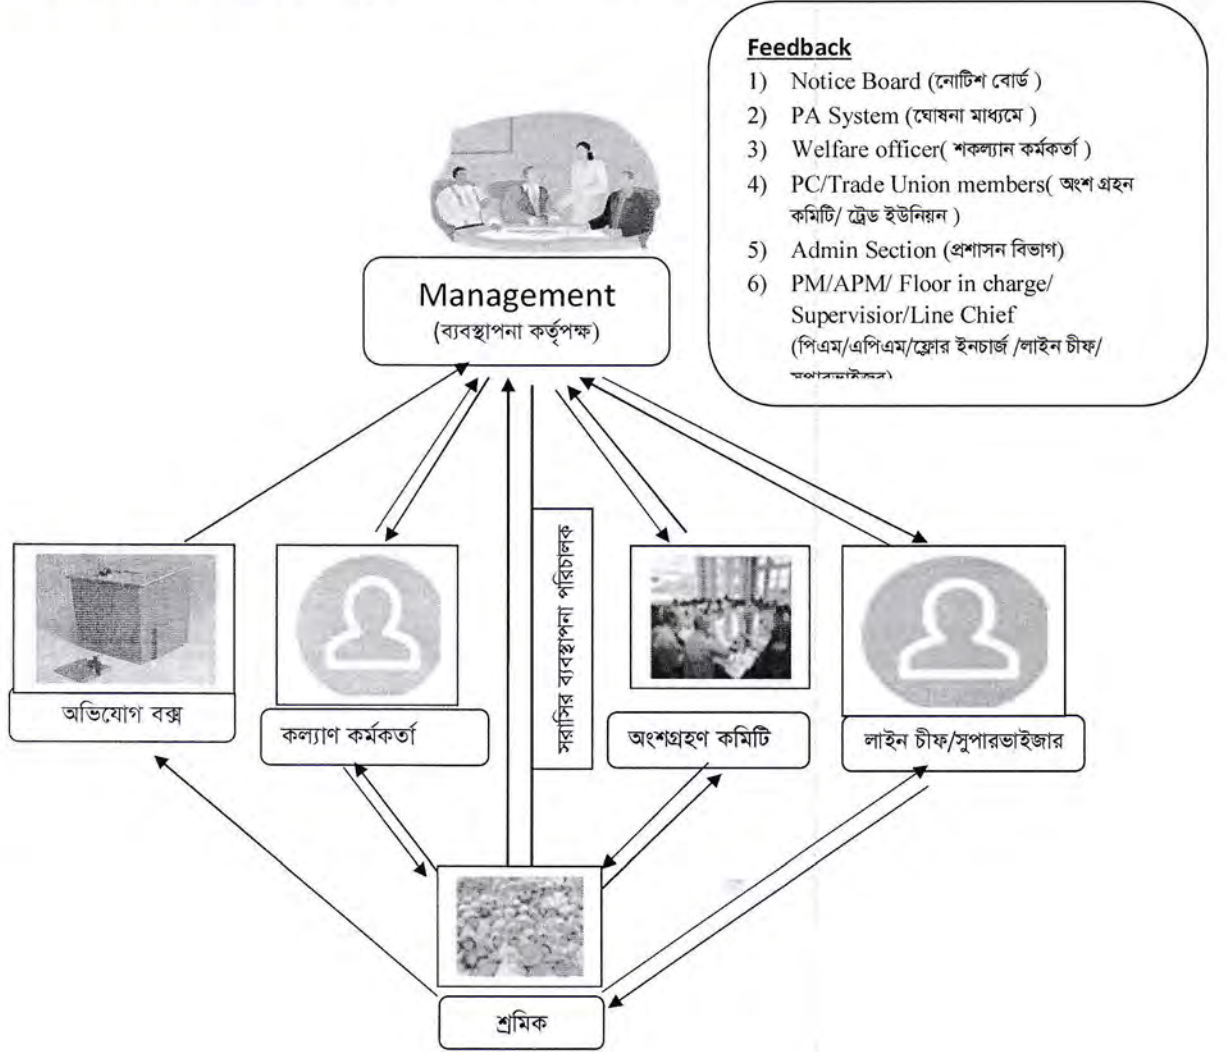 Feedback
1) Notice Board (নোটিশ বোর্ড )
2) PA System (ঘোষনা মাধ্যমে )
3) Welfare officer( শকল্যান কর্মকর্তা )
4) PC/Trade Union members( অংশ গ্রহন
কমিটি/ ট্রেড ইউনিয়ন )
5) Admin Section (প্রশাসন বিভাগ)
6) PM/APM/ Floor in charge/
Supervisior/Line Chief
(পিএম/এপিএম/ফ্লোর ইনচার্জ /লাইন চীফ/
Management
(ব্যবস্থাপনা কর্তৃপক্ষ)
সরাসির ব্যবস্থাপনা পরিচালক
অভিযোগ বক্স
কল্যাণ কর্মকর্তা
অংশগ্রহণ কমিটি
লাইন চীফ/সুপারভাইজার
শ্রমিক